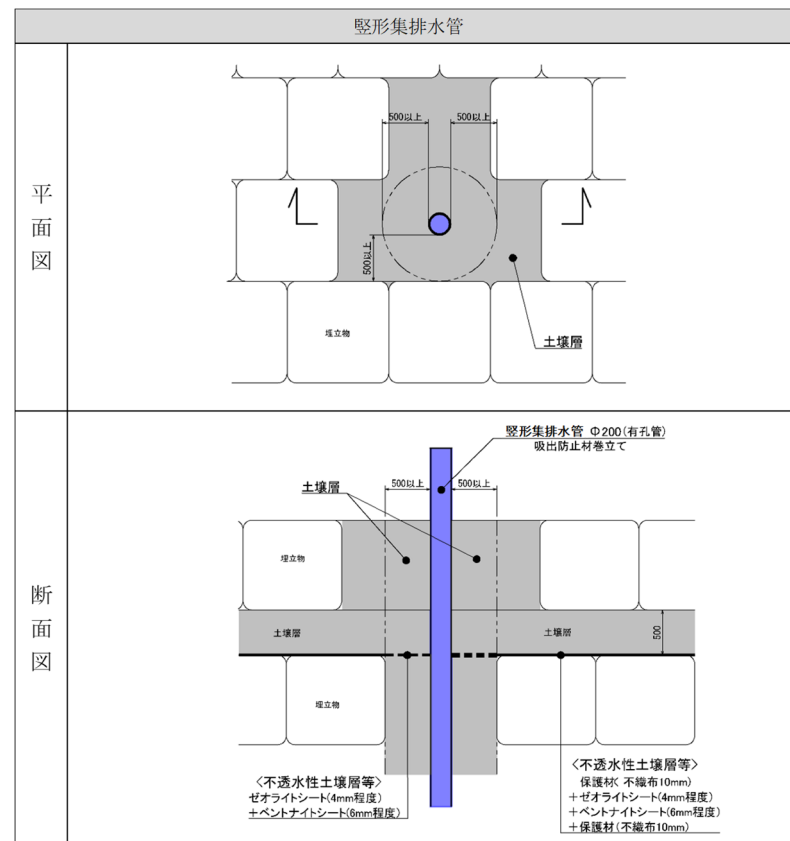 竪形集排水管
平面図
500以上
500以上
500以上
埋立物
土壌層
断面図
竪形集排水管 Φ200(有孔管)
吸出防止材巻立て
500以上
500以上
土壌層
埋立物
土壌層
土壌層
500
埋立物
〈不透水性土壌層等〉
ゼオライトシート(4mm程度)
+ベントナイトシート(6mm程度)
〈不透水性土壌層等〉
保護材( 不織布10mm)
+ゼオライトシート(4mm程度)
+ベントナイトシート(6mm程度)
+保護材(不織布10mm)